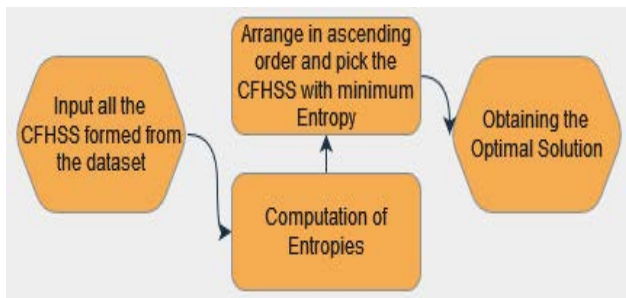 Input all the
CFHSS formed from
the dataset
Computation of
Entropies
Arrange in ascending
order and pick the
CFHSS with minimum
Entropy
Obtaining the
Optimal Solution